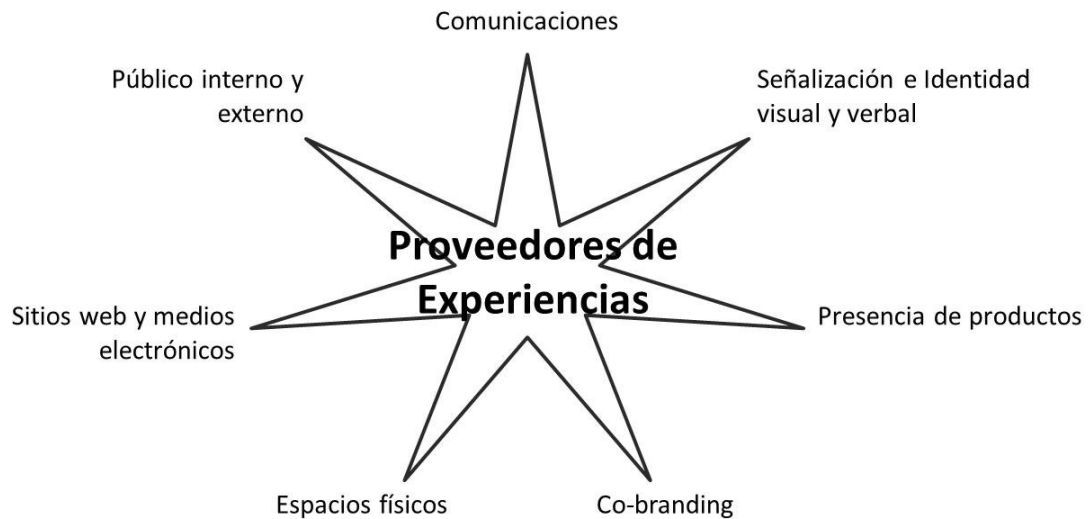 Comunicaciones
Público interno y
externo
Señalización e Identidad
visual y verbal
Proveedores de
Experiencias
Sitios web y medios
electrónicos
Presencia de productos
Espacios físicos
Co-branding